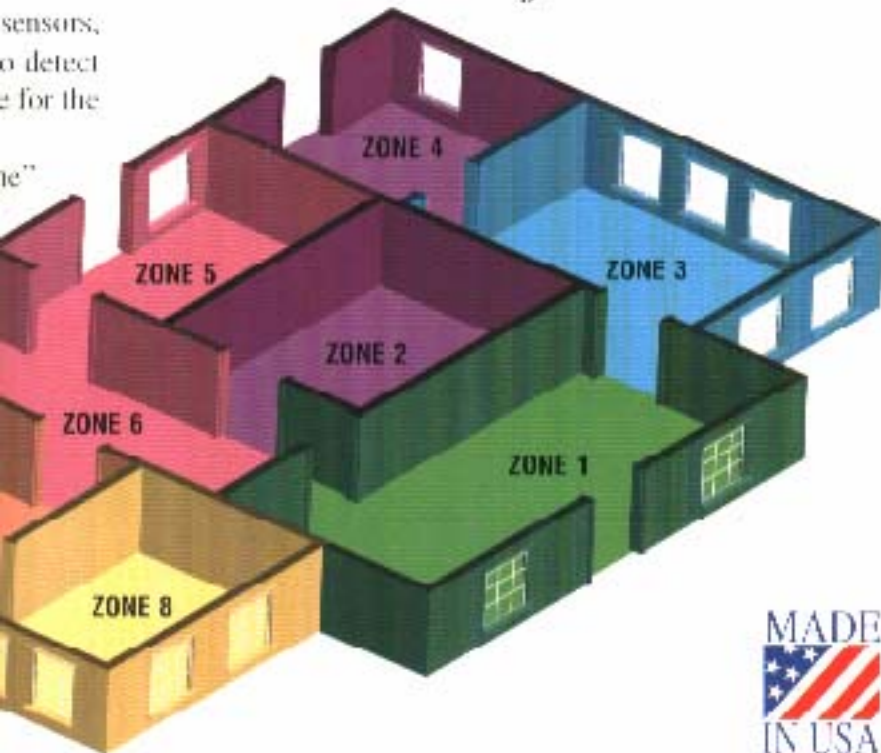 sensors,
o detect
e for the
ne"
ZONE 4
ZONE 5
ZONE 3
ZONE 2
ZONE 6
ZONE 1
ZONE 8
MADE
IN USA